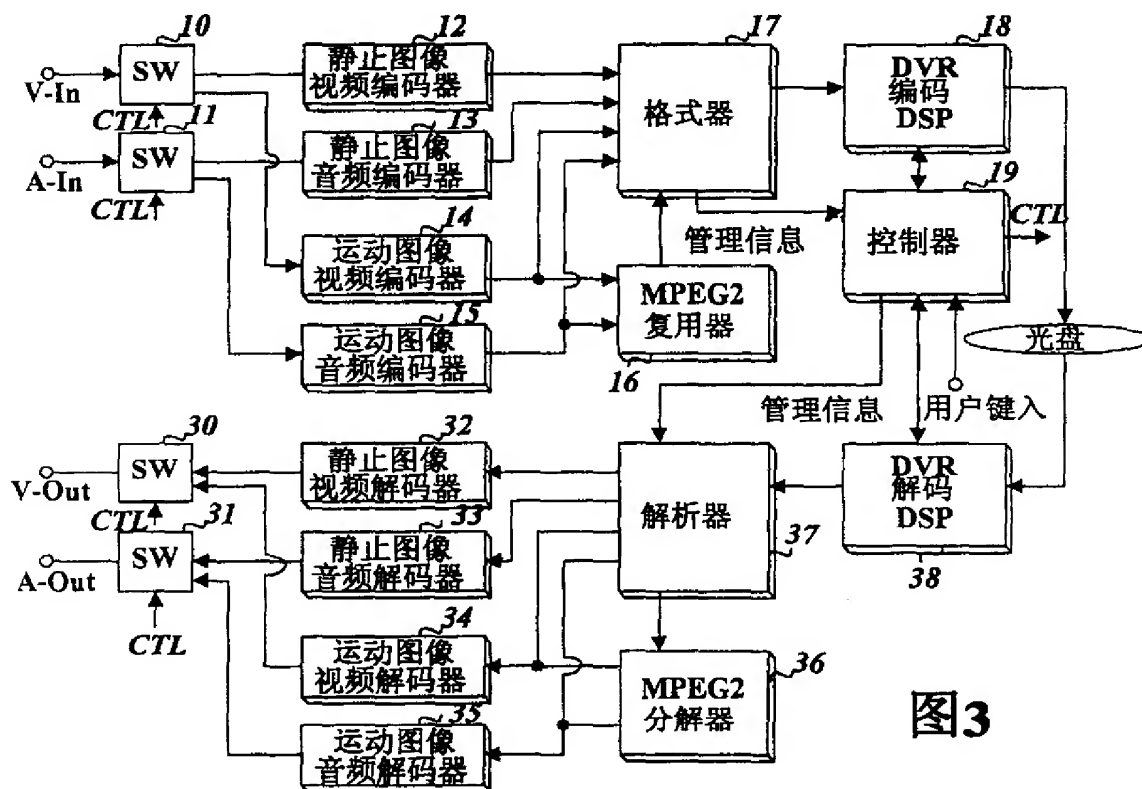 10
SW
V-In
CTL
11
SW
A-In
CTL
12
静止图像
视频编码器
13
静止图像
音频编码器
14
运动图像
视频编码器
15
运动图像
音频编码器
17
格式器
管理信息
MPEG2
复用器
16
18
DVR
编码
DSP
19
控制器
CTL
光盘
管理信息
用户键入
30
SW
V-Out
CTL
31
SW
A-Out
CTL
32
静止图像
视频解码器
33
静止图像
音频解码器
34
运动图像
视频解码器
35
运动图像
音频解码器
解析器
37
MPEG2
分解器
36
DVR
解码
DSP
38
图3